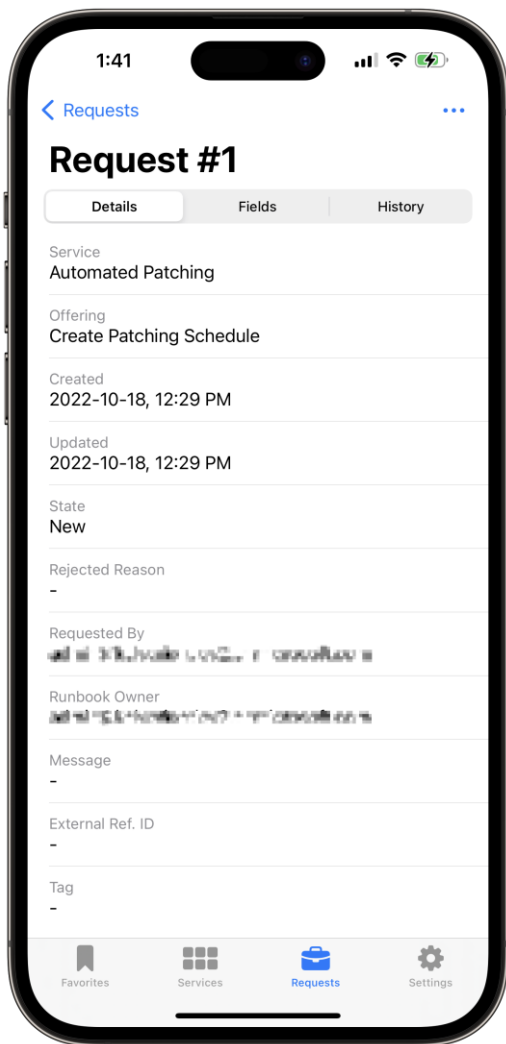 1:41
Requests
Request #1
Details Fields History
Service
Automated Patching
Offering
Create Patching Schedule
Created
2022-10-18, 12:29 PM
Updated
2022-10-18, 12:29 PM
State
New
Rejected Reason
-
Requested By
Runbook Owner
Message
-
External Ref. ID
-
Tag
-
Favorites Services Requests Settings